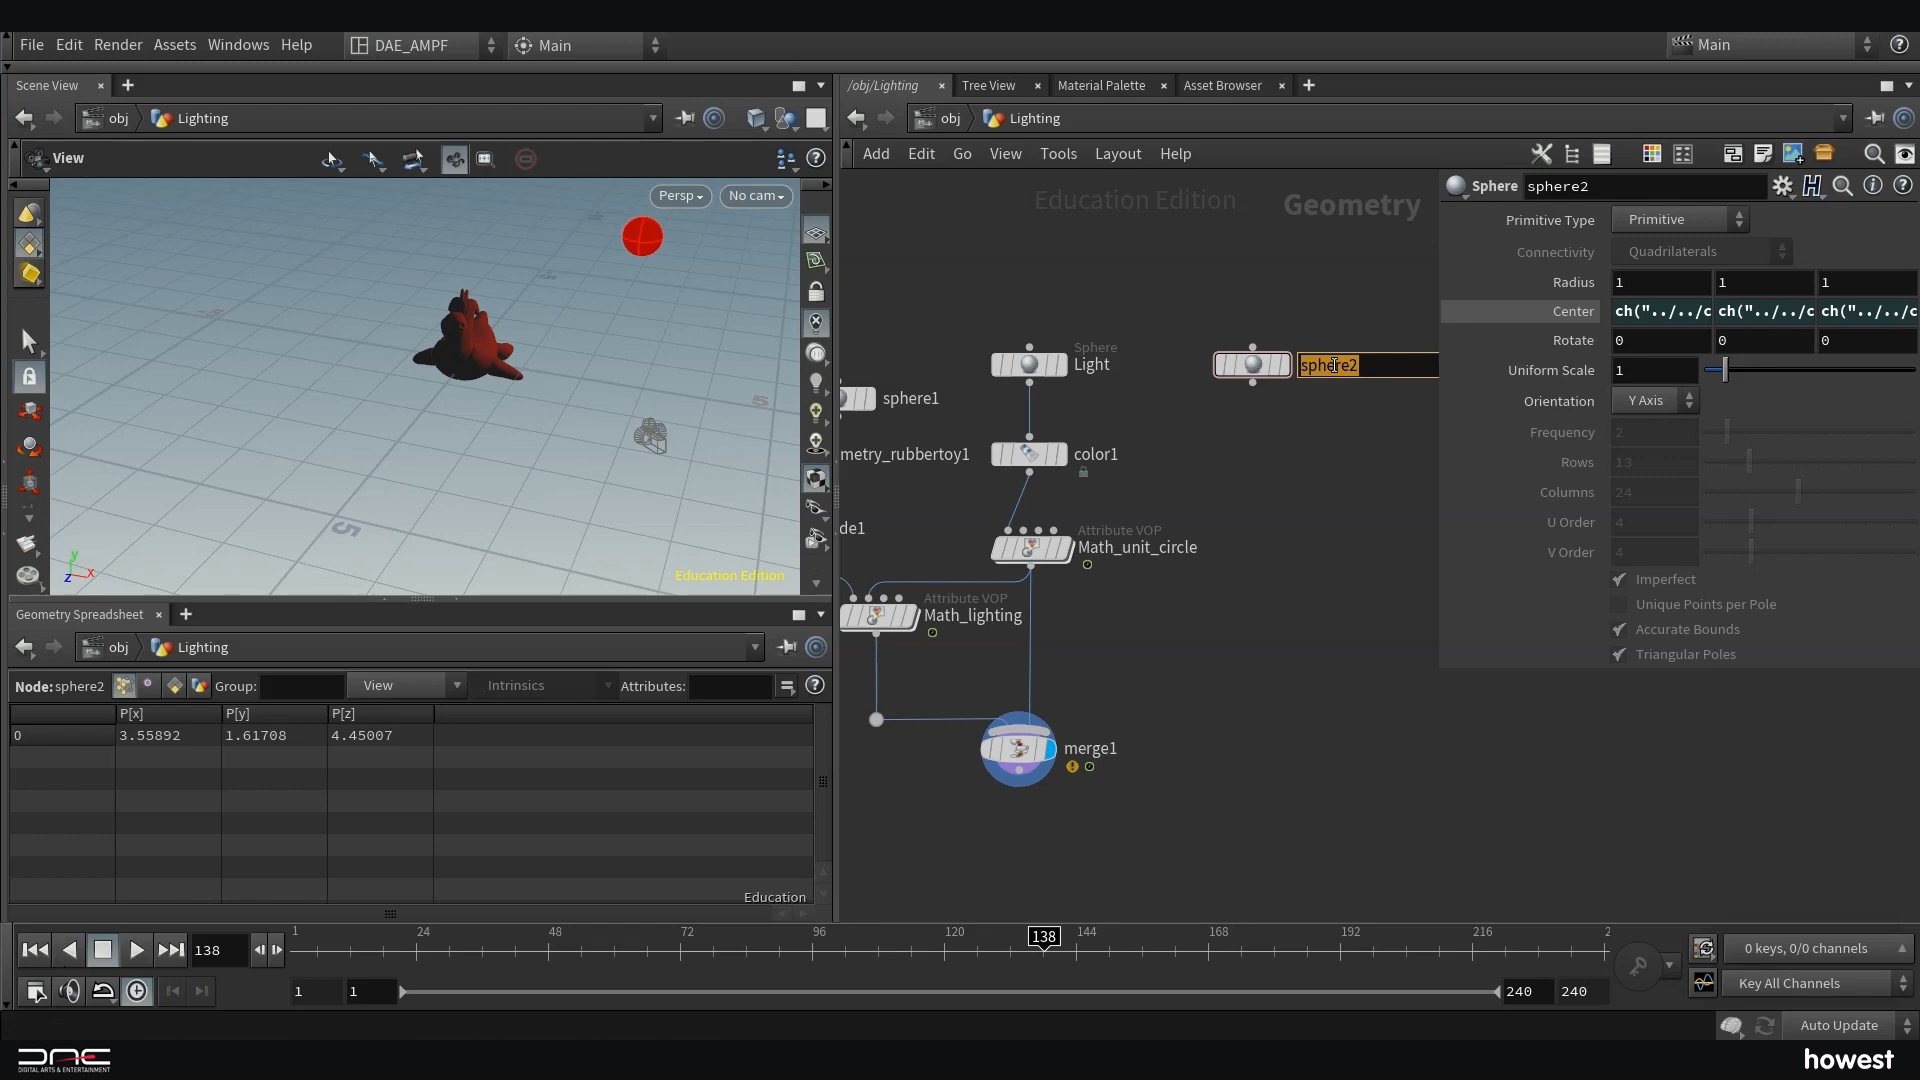 File Edit Render Assets Windows Help DAE_AMPF Main Main
Scene View
obj Lighting
View
Persp No cam
Education Edition
Geometry Spreadsheet
obj Lighting
Node:sphere2 Group: View Intrinsics Attributes:
P[x] P[y] P[z]
0 3.55892 1.61708 4.45007
Education
/obj/Lighting Tree View Material Palette Asset Browser
obj Lighting
Add Edit Go View Tools Layout Help
Education Edition Geometry
Sphere
Light
sphere2
sphere1
metry_rubbertoy1
color1
de1
Attribute VOP
Math_unit_circle
Attribute VOP
Math_lighting
merge1
Sphere sphere2
Primitive Type Primitive
Connectivity Quadrilaterals
Radius 1 1 1
Center ch("../../c ch("../../c ch("../../c
Rotate 0 0 0
Uniform Scale 1
Orientation Y Axis
Frequency 2
Rows 13
Columns 24
U Order 4
V Order 4
Imperfect
Unique Points per Pole
Accurate Bounds
Triangular Poles
138
1 24 48 72 96 120 138 144 168 192 216 2
0 keys, 0/0 channels
1 1 240 240
Key All Channels
Auto Update
DAE
DIGITAL ARTS & ENTERTAINMENT
howest